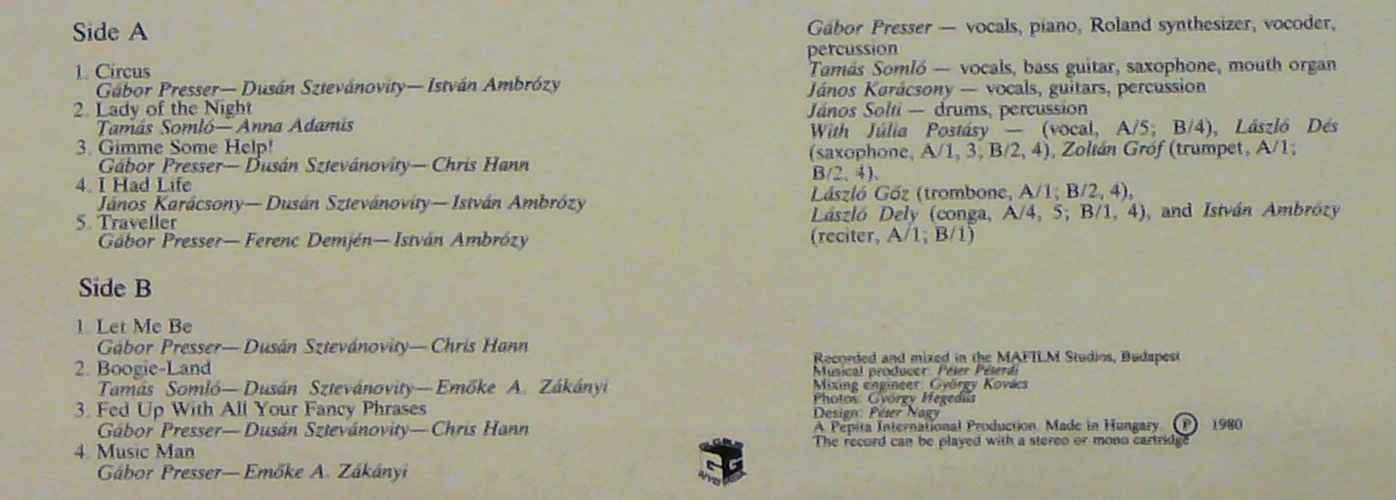 Side A
1. Circus
Gábor Presser— Dusán Sztevánovity— István Ambrózy
2. Lady of the Night
Tamás Somló— Anna Adamis
3. Gimme Some Help!
Gábor Presser— Dusán Sztevánovity— Chris Hann
4. I Had Life
János Karácsony— Dusán Sztevánovity— István Ambrózy
5. Traveller
Gábor Presser— Ferenc Demjén— István Ambrózy
Side B
1. Let Me Be
Gábor Presser— Dusán Sztevánovity— Chris Hann
2. Boogie-Land
Tamás Somló— Dusán Sztevánovity— Emőke A. Zákányi
3. Fed Up With All Your Fancy Phrases
Gábor Presser— Dusán Sztevánovity— Chris Hann
4. Music Man
Gábor Presser— Emőke A. Zákányi
Gábor Presser — vocals, piano, Roland synthesizer, vocoder,
percussion
Tamás Somló — vocals, bass guitar, saxophone, mouth organ
János Karácsony — vocals, guitars, percussion
János Solti — drums, percussion
With Júlia Postásy — (vocal, A/5; B/4), László Dés
(saxophone, A/1, 3; B/2, 4), Zoltán Gróf (trumpet, A/1;
B/2, 4),
László Gőz (trombone, A/1; B/2, 4),
László Dely (conga, A/4, 5; B/1, 4), and István Ambrózy
(reciter, A/1; B/1)
Recorded and mixed in the MAFILM Studios, Budapest
Musical producer: Péter Péterdi
Mixing engineer: György Kovács
Photos: György Hegedűs
Design: Péter Nagy
A Pepita International Production. Made in Hungary. Ⓟ 1980
The record can be played with a stereo or mono cartridge
GG